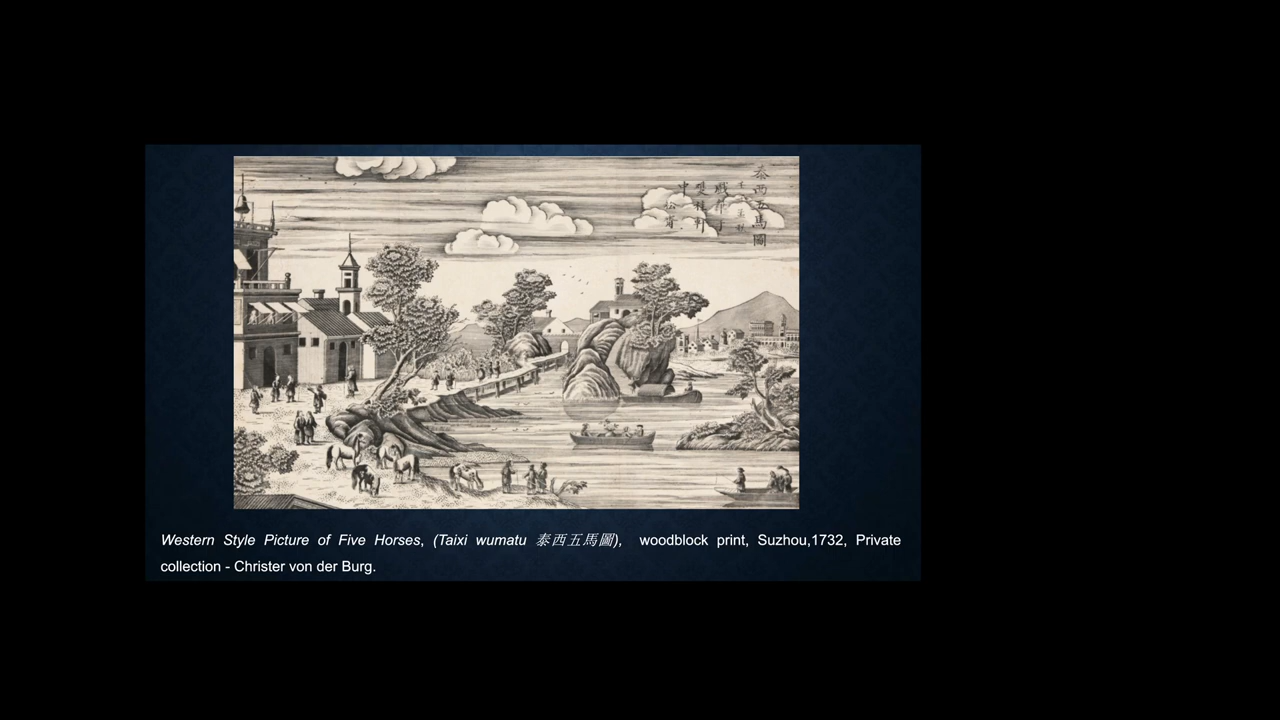 泰西五馬圖
Western Style Picture of Five Horses, (Taixi wumatu 泰西五馬圖), woodblock print, Suzhou,1732, Private
collection - Christer von der Burg.